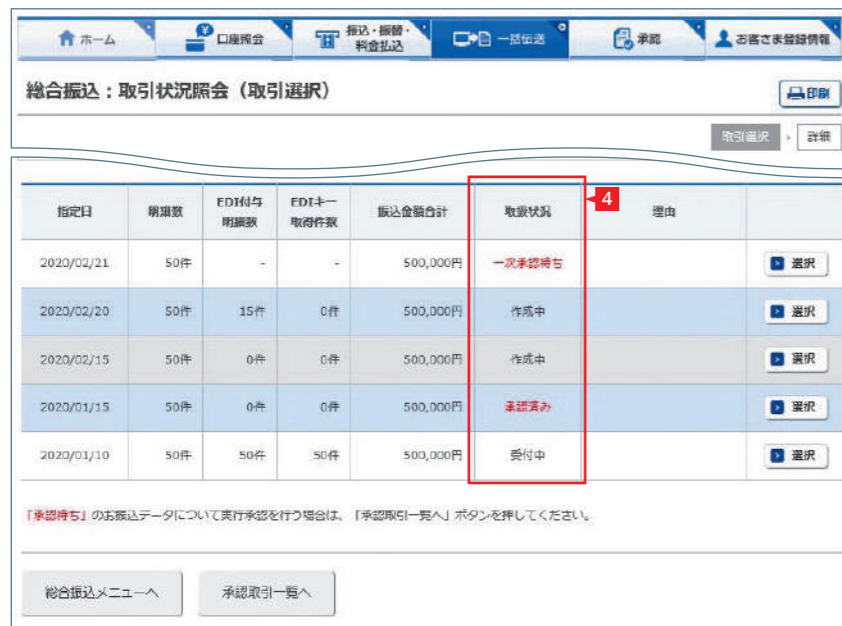 ホーム
口座照会
振込・振替・
料金払込
一括伝送
承認
お客さま登録情報
総合振込：取引状況照会（取引選択）
印刷
取引選択 › 詳細
4
指定日 明細数 EDI付与 EDIキー 振込金額合計 取扱状況 理由
明細数 取得件数
2020/02/21 50件 - - 500,000円 一次承認待ち 選択
2020/02/20 50件 15件 0件 500,000円 作成中 選択
2020/02/15 50件 0件 0件 500,000円 作成中 選択
2020/01/15 50件 0件 0件 500,000円 承認済み 選択
2020/01/10 50件 50件 50件 500,000円 受付中 選択
「承認待ち」のお振込データについて実行承認を行う場合は、「承認取引一覧へ」ボタンを押してください。
総合振込メニューへ 承認取引一覧へ